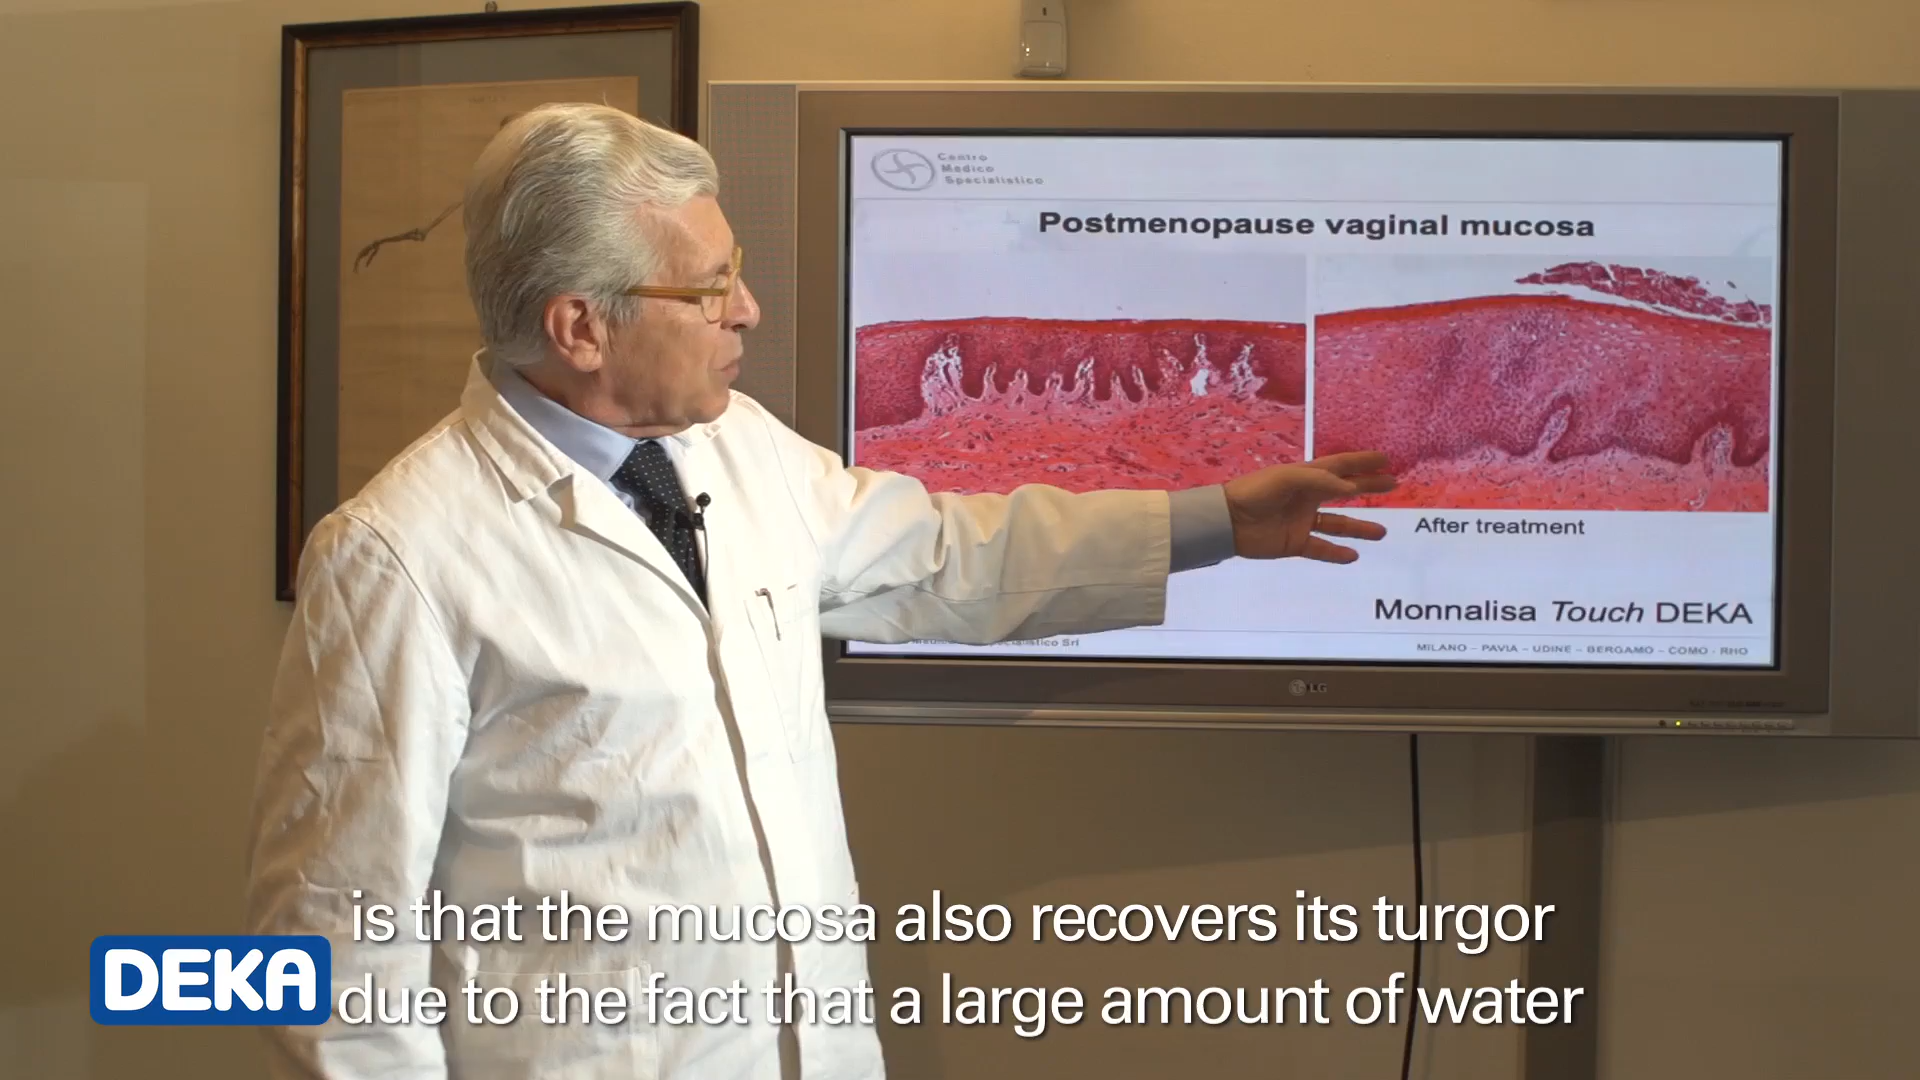 Centro
Medico
Specialistico
Postmenopause vaginal mucosa
After treatment
Monnalisa Touch DEKA
Srl
MILANO – PAVIA – UDINE – BERGAMO – COMO - RHO
LG
is that the mucosa also recovers its turgor
DEKA
due to the fact that a large amount of water